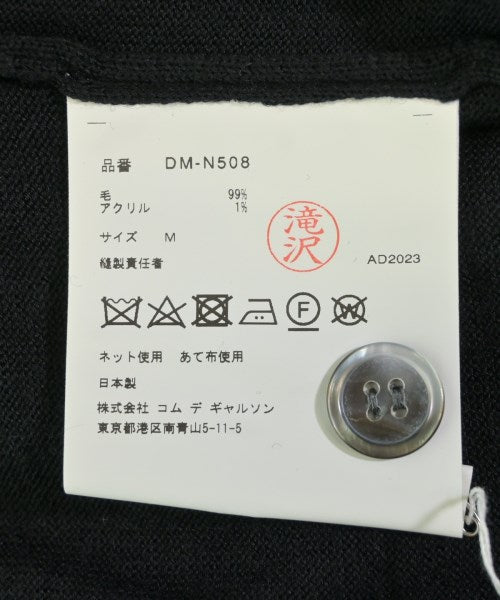 品番 DM-N508
毛 99%
アクリル 1%
サイズ M
滝沢
縫製責任者 AD2023
F W
ネット使用 あて布使用
日本製
株式会社 コム デ ギャルソン
東京都港区南青山5-11-5